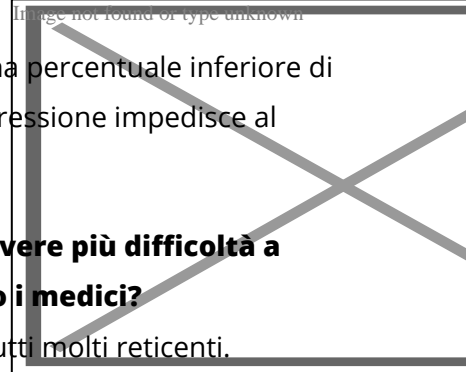 Image not found or type unknown
na percentuale inferiore di
ressione impedisce al
vere più difficoltà a
o i medici?
utti molti reticenti.